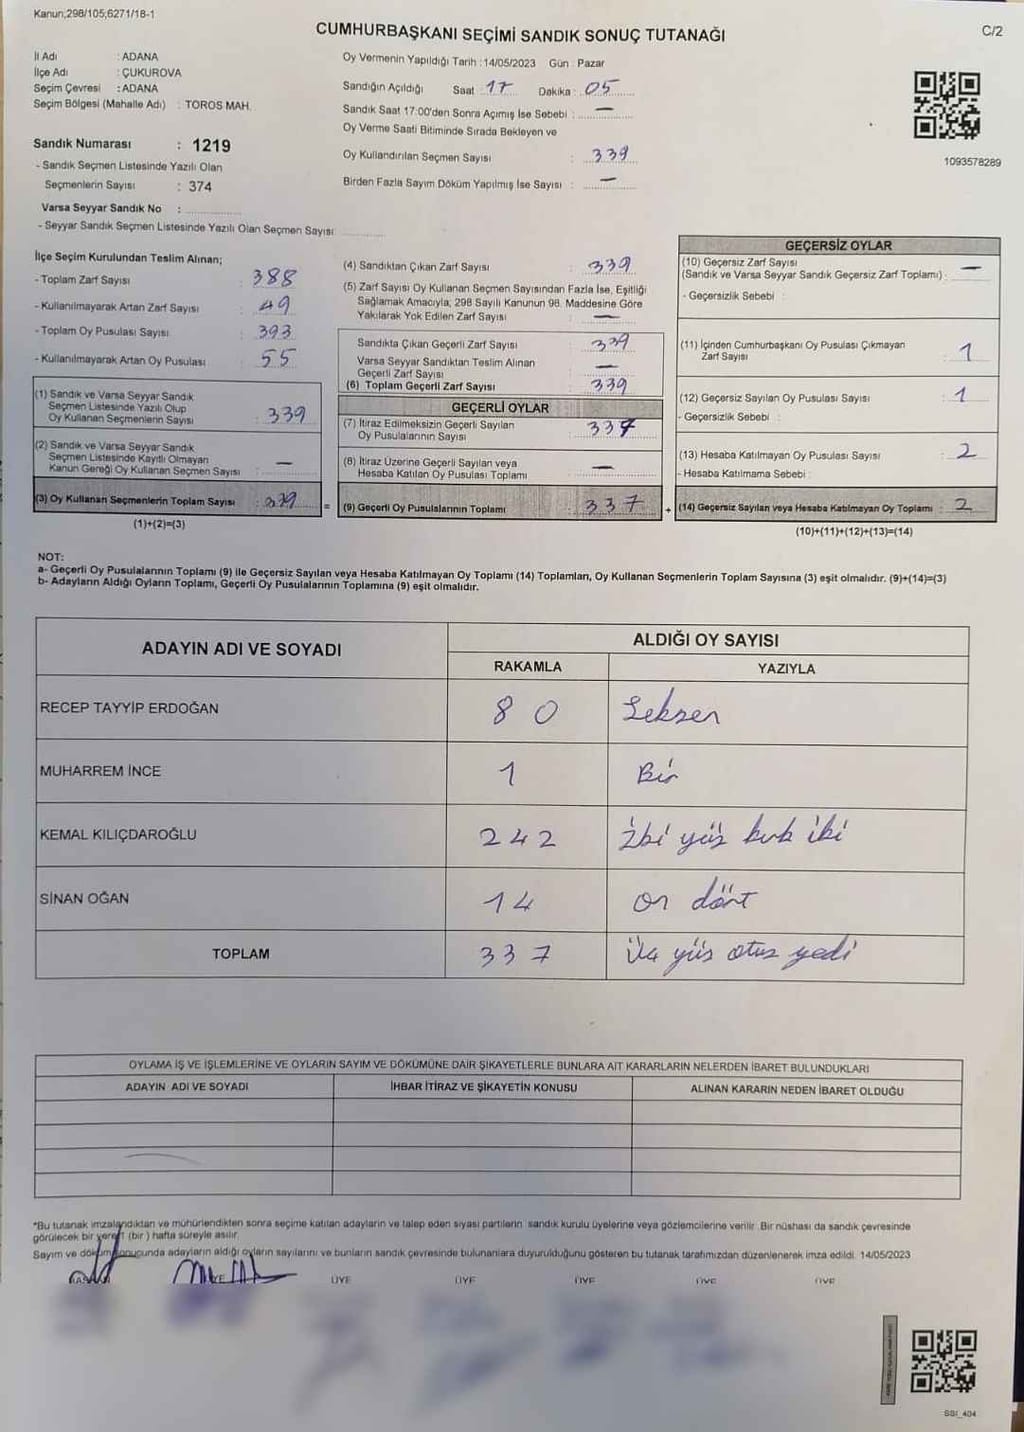 Kanun;298/105;6271/18-1
CUMHURBAŞKANI SEÇİMİ SANDIK SONUÇ TUTANAĞI
C/2
İl Adı : ADANA
İlçe Adı : ÇUKUROVA
Seçim Çevresi : ADANA
Seçim Bölgesi (Mahalle Adı) : TOROS MAH.
Sandık Numarası : 1219
- Sandık Seçmen Listesinde Yazılı Olan
Seçmenlerin Sayısı : 374
Varsa Seyyar Sandık No :
- Seyyar Sandık Seçmen Listesinde Yazılı Olan Seçmen Sayısı
Oy Vermenin Yapıldığı Tarih : 14/05/2023 Gün : Pazar
Sandığın Açıldığı Saat : 17 Dakika : 05
Sandık Saat 17:00'den Sonra Açımış İse Sebebi : —
Oy Verme Saati Bitiminde Sırada Bekleyen ve
Oy Kullandırılan Seçmen Sayısı : 339
Birden Fazla Sayım Döküm Yapılmış İse Sayısı : —
1093578289
İlçe Seçim Kurulundan Teslim Alınan;
- Toplam Zarf Sayısı : 388
- Kullanılmayarak Artan Zarf Sayısı : 49
- Toplam Oy Pusulası Sayısı : 393
- Kullanılmayarak Artan Oy Pusulası : 55
(1) Sandık ve Varsa Seyyar Sandık
Seçmen Listesinde Yazılı Olup
Oy Kullanan Seçmenlerin Sayısı : 339
(2) Sandık ve Varsa Seyyar Sandık
Seçmen Listesinde Kayıtlı Olmayan
Kanun Gereği Oy Kullanan Seçmen Sayısı : —
(3) Oy Kullanan Seçmenlerin Toplam Sayısı : 339
(1)+(2)=(3)
(4) Sandıktan Çıkan Zarf Sayısı : 339
(5) Zarf Sayısı Oy Kullanan Seçmen Sayısından Fazla İse, Eşitliği
Sağlamak Amacıyla; 298 Sayılı Kanunun 98. Maddesine Göre
Yakılarak Yok Edilen Zarf Sayısı : —
Sandıkta Çıkan Geçerli Zarf Sayısı : 339
Varsa Seyyar Sandıktan Teslim Alınan
Geçerli Zarf Sayısı : —
(6) Toplam Geçerli Zarf Sayısı : 339
GEÇERLİ OYLAR
(7) İtiraz Edilmeksizin Geçerli Sayılan
Oy Pusulalarının Sayısı : 337
(8) İtiraz Üzerine Geçerli Sayılan veya
Hesaba Katılan Oy Pusulası Toplamı : —
= (9) Geçerli Oy Pusulalarının Toplamı : 337
GEÇERSİZ OYLAR
(10) Geçersiz Zarf Sayısı
(Sandık ve Varsa Seyyar Sandık Geçersiz Zarf Toplamı) : —
- Geçersizlik Sebebi :
(11) İçinden Cumhurbaşkanı Oy Pusulası Çıkmayan
Zarf Sayısı : 1
(12) Geçersiz Sayılan Oy Pusulası Sayısı : 1
- Geçersizlik Sebebi :
(13) Hesaba Katılmayan Oy Pusulası Sayısı : 2
- Hesaba Katılmama Sebebi :
+ (14) Geçersiz Sayılan veya Hesaba Katılmayan Oy Toplamı : 2
(10)+(11)+(12)+(13)=(14)
NOT:
a- Geçerli Oy Pusulalarının Toplamı (9) ile Geçersiz Sayılan veya Hesaba Katılmayan Oy Toplamı (14) Toplamları, Oy Kullanan Seçmenlerin Toplam Sayısına (3) eşit olmalıdır. (9)+(14)=(3)
b- Adayların Aldığı Oyların Toplamı, Geçerli Oy Pusulalarının Toplamına (9) eşit olmalıdır.
ADAYIN ADI VE SOYADI ALDIĞI OY SAYISI
RAKAMLA YAZIYLA
RECEP TAYYİP ERDOĞAN 80 Seksen
MUHARREM İNCE 1 Bir
KEMAL KILIÇDAROĞLU 242 İki yüz kırk iki
SİNAN OĞAN 14 on dört
TOPLAM 337 Üç yüz otuz yedi
OYLAMA İŞ VE İŞLEMLERİNE VE OYLARIN SAYIM VE DÖKÜMÜNE DAİR ŞİKAYETLERLE BUNLARA AİT KARARLARIN NELERDEN İBARET BULUNDUKLARI
ADAYIN ADI VE SOYADI İHBAR İTİRAZ VE ŞİKAYETİN KONUSU ALINAN KARARIN NEDEN İBARET OLDUĞU
*Bu tutanak imzalandıktan ve mühürlendikten sonra seçime katılan adayların ve talep eden siyasi partilerin sandık kurulu üyelerine veya gözlemcilerine verilir. Bir nüshası da sandık çevresinde
görülecek bir yere 1 (bir) hafta süreyle asılır.
Sayım ve döküm sonucunda adayların aldığı oyların sayılarını ve bunların sandık çevresinde bulunanlara duyurulduğunu gösteren bu tutanak tarafımızdan düzenlenerek imza edildi. 14/05/2023
BAŞKAN ÜYE ÜYE ÜYE ÜYE ÜYE ÜYE
SSI_404